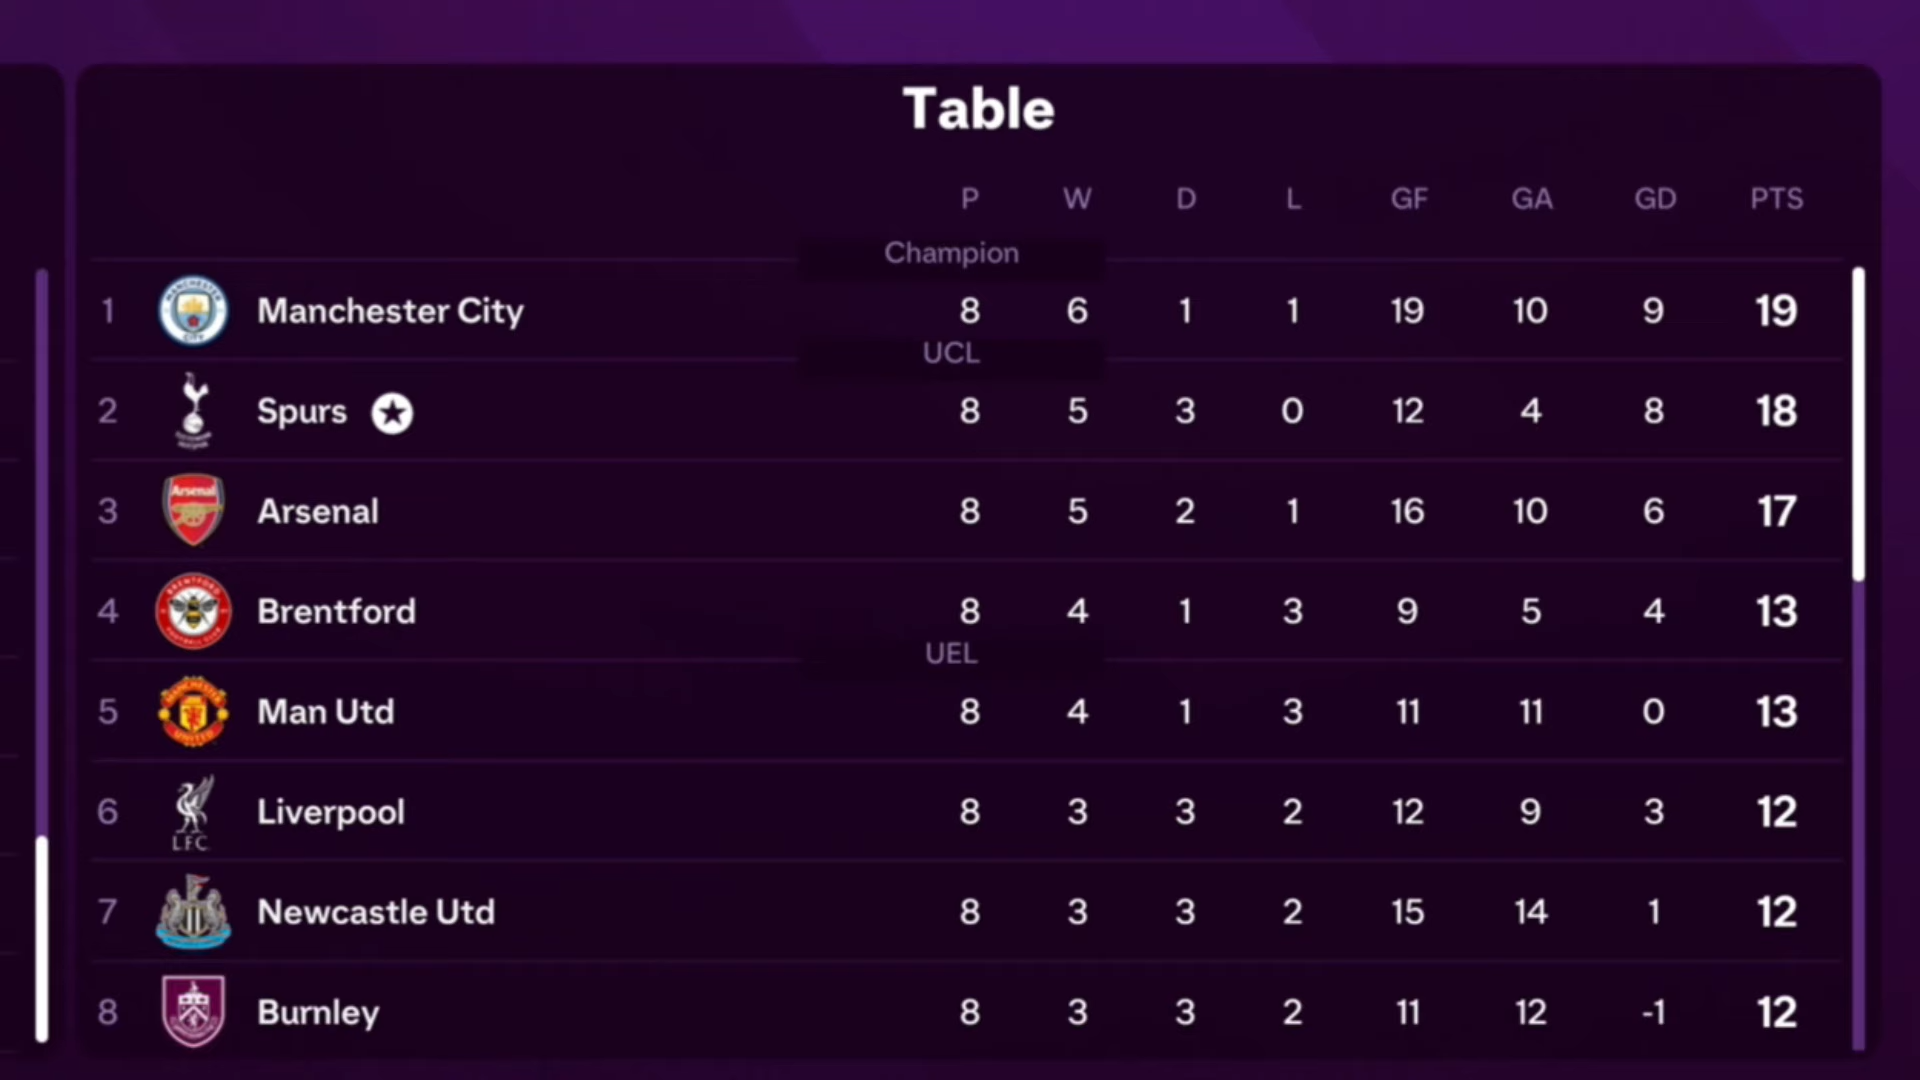 Table
P W D L GF GA GD PTS
Champion
1 Manchester City 8 6 1 1 19 10 9 19
UCL
2 Spurs 8 5 3 0 12 4 8 18
3 Arsenal 8 5 2 1 16 10 6 17
4 Brentford 8 4 1 3 9 5 4 13
UEL
5 Man Utd 8 4 1 3 11 11 0 13
6 L.F.C. Liverpool 8 3 3 2 12 9 3 12
7 Newcastle Utd 8 3 3 2 15 14 1 12
8 Burnley 8 3 3 2 11 12 -1 12